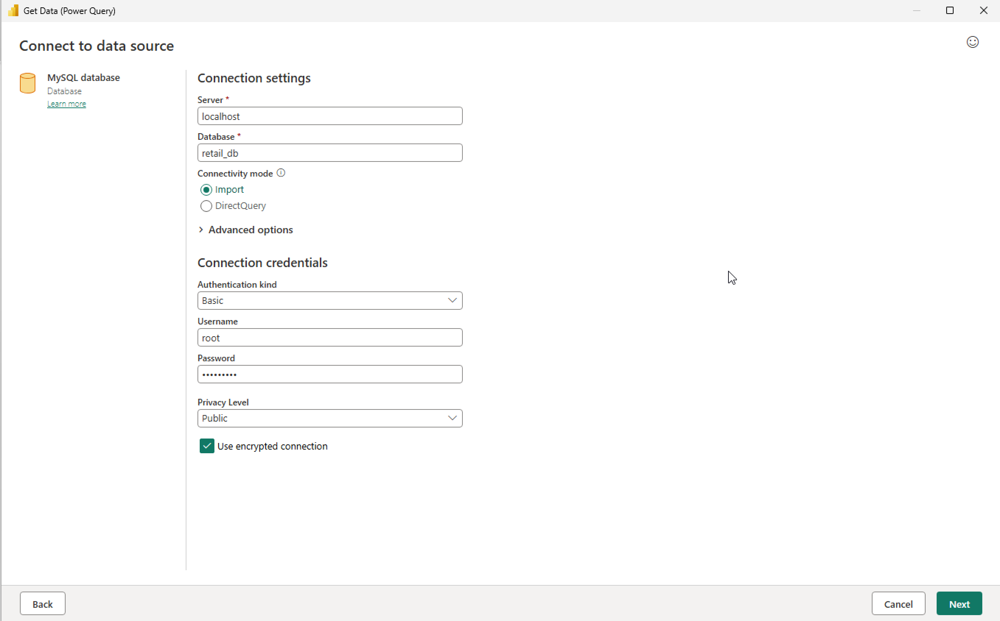 Get Data (Power Query)
Connect to data source
MySQL database
Database
Learn more
Connection settings
Server *
localhost
Database *
retail_db
Connectivity mode
Import
DirectQuery
Advanced options
Connection credentials
Authentication kind
Basic
Username
root
Password
•••••••••
Privacy Level
Public
Use encrypted connection
Back
Cancel
Next